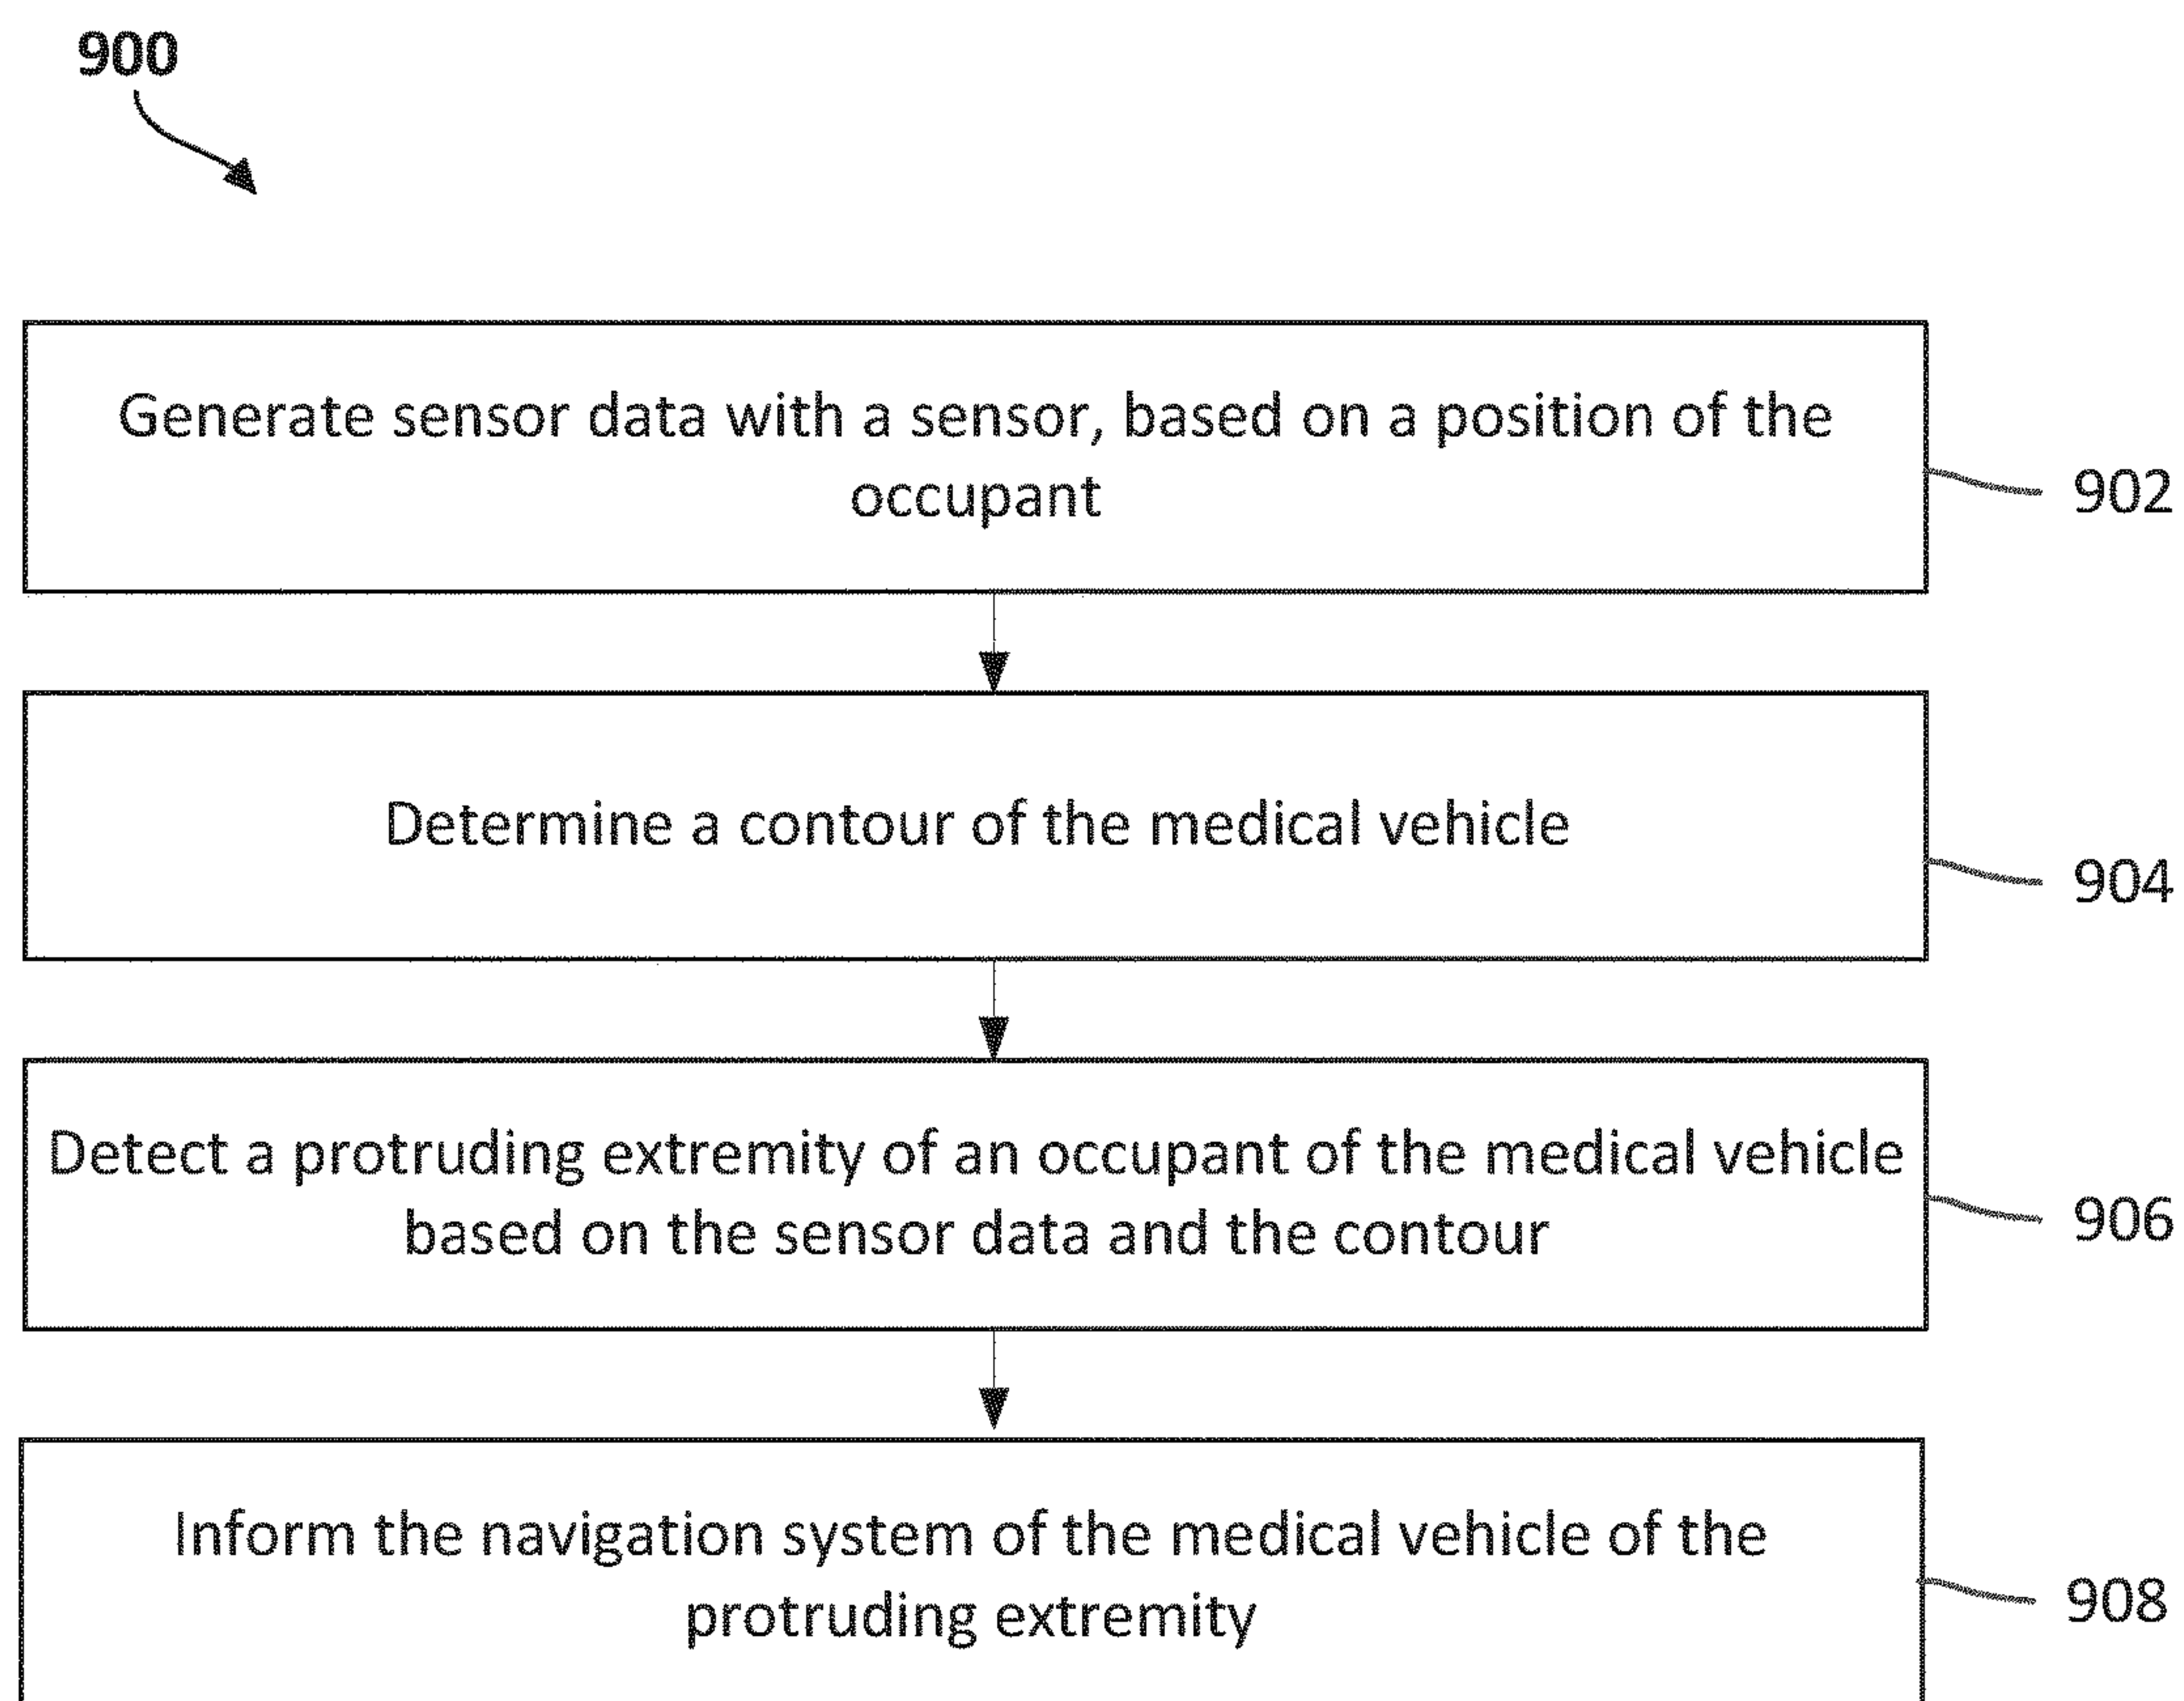 900
Generate sensor data with a sensor, based on a position of the
occupant
902
Determine a contour of the medical vehicle
904
Detect a protruding extremity of an occupant of the medical vehicle
based on the sensor data and the contour
906
Inform the navigation system of the medical vehicle of the
protruding extremity
908